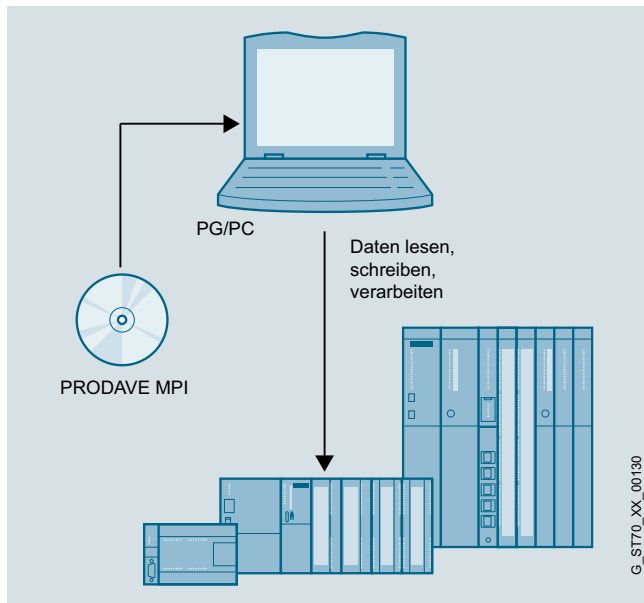 PG/PC
Daten lesen,
schreiben,
verarbeiten
PRODAVE MPI
G_ST70_XX_00130